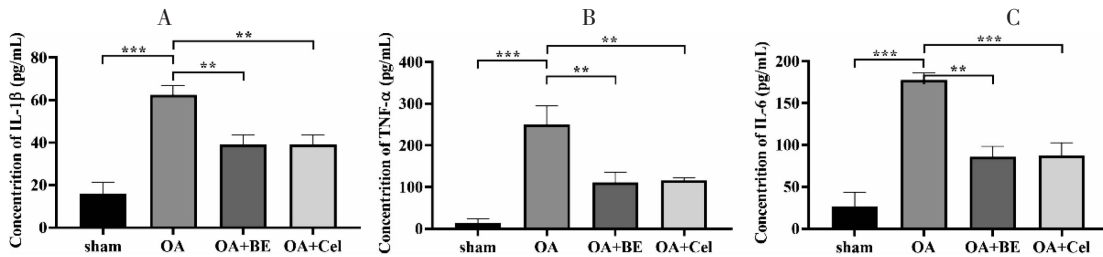 A
Concentrition of IL-1β (pg/mL)
80
60
40
20
0
***
**
**
sham OA OA+BE OA+Cel
B
Concentrition of TNF-α (pg/mL)
400
300
200
100
0
***
**
**
sham OA OA+BE OA+Cel
C
Concentrition of IL-6 (pg/mL)
200
150
100
50
0
***
***
**
sham OA OA+BE OA+Cel